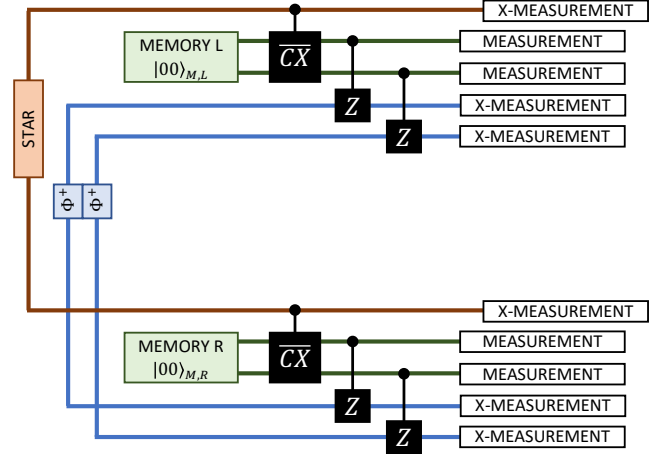 X-MEASUREMENT
MEMORY L
|00⟩M,L
CX
MEASUREMENT
MEASUREMENT
Z
X-MEASUREMENT
Z
X-MEASUREMENT
STAR
Φ+
Φ+
X-MEASUREMENT
MEMORY R
|00⟩M,R
CX
MEASUREMENT
MEASUREMENT
Z
X-MEASUREMENT
Z
X-MEASUREMENT